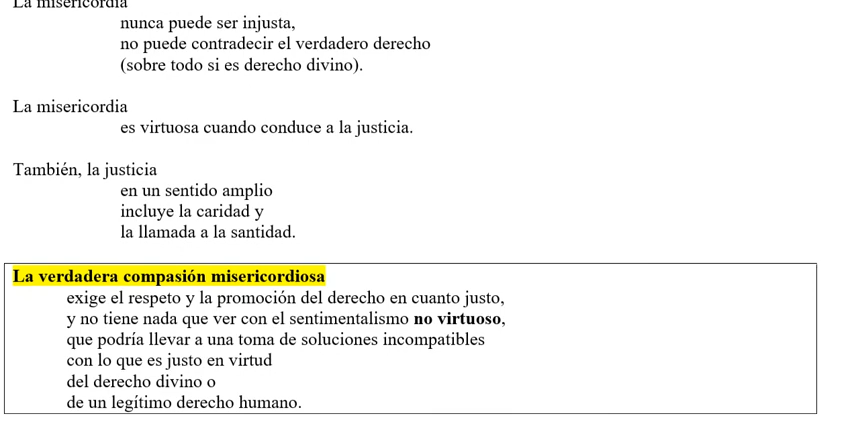 La misericordia
nunca puede ser injusta,
no puede contradecir el verdadero derecho
(sobre todo si es derecho divino).
La misericordia
es virtuosa cuando conduce a la justicia.
También, la justicia
en un sentido amplio
incluye la caridad y
la llamada a la santidad.
La verdadera compasión misericordiosa
exige el respeto y la promoción del derecho en cuanto justo,
y no tiene nada que ver con el sentimentalismo no virtuoso,
que podría llevar a una toma de soluciones incompatibles
con lo que es justo en virtud
del derecho divino o
de un legítimo derecho humano.